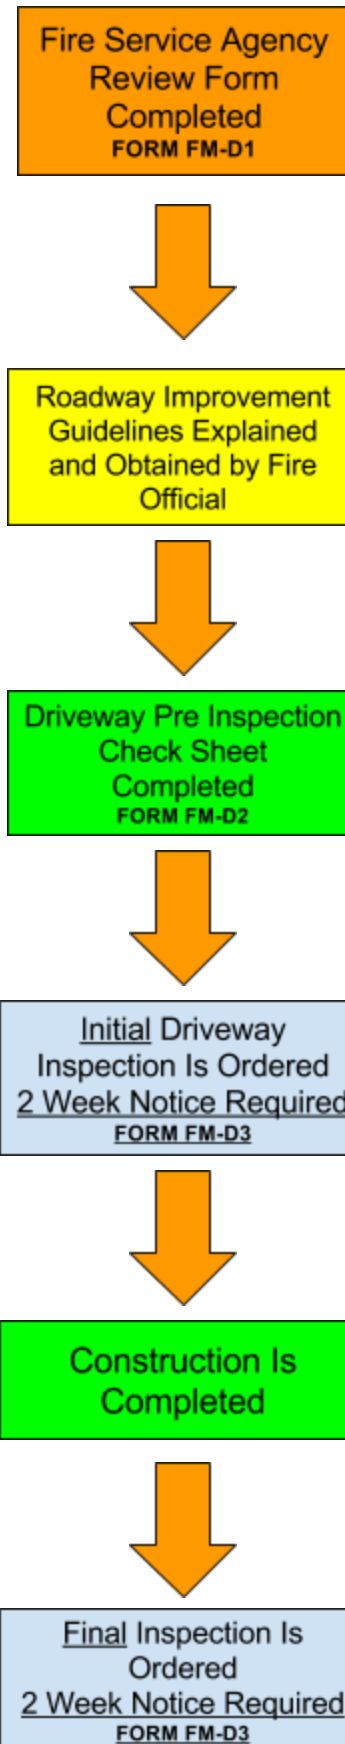 Fire Service Agency
Review Form
Completed
FORM FM-D1
Roadway Improvement
Guidelines Explained
and Obtained by Fire
Official
Driveway Pre Inspection
Check Sheet
Completed
FORM FM-D2
Initial Driveway
Inspection Is Ordered
2 Week Notice Required
FORM FM-D3
Construction Is
Completed
Final Inspection Is
Ordered
2 Week Notice Required
FORM FM-D3